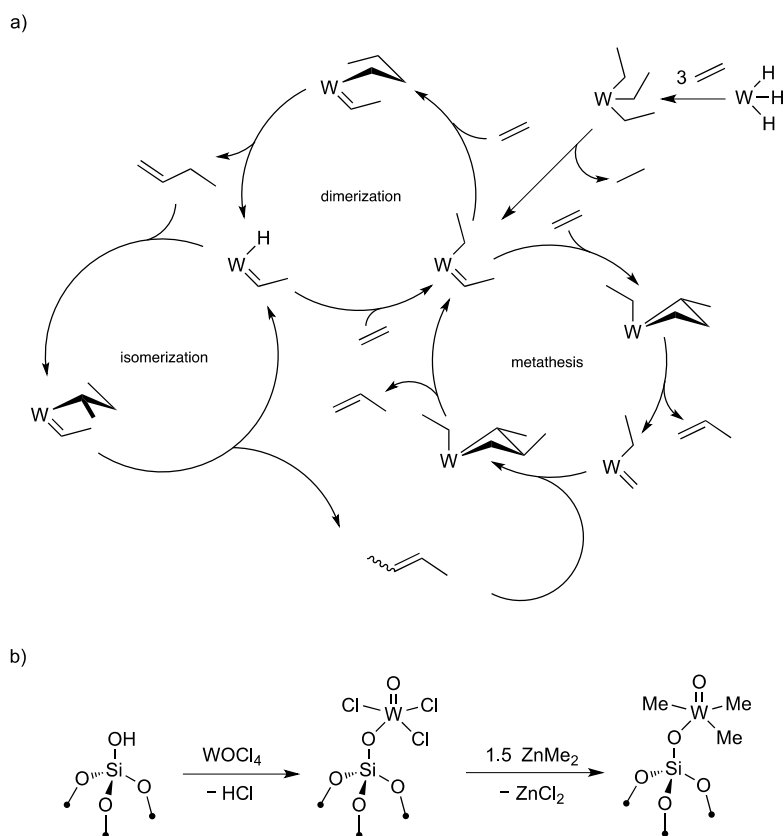 a)
W
H
3
W
H
H
W
dimerization
H
W
W
W
isomerization
metathesis
W
W
W
b)
OH
Si
O
O
O
WOCl4
– HCl
O
Cl
W
Cl
O
Cl
Si
O
O
O
1.5 ZnMe2
– ZnCl2
O
Me
W
Me
O
Me
Si
O
O
O